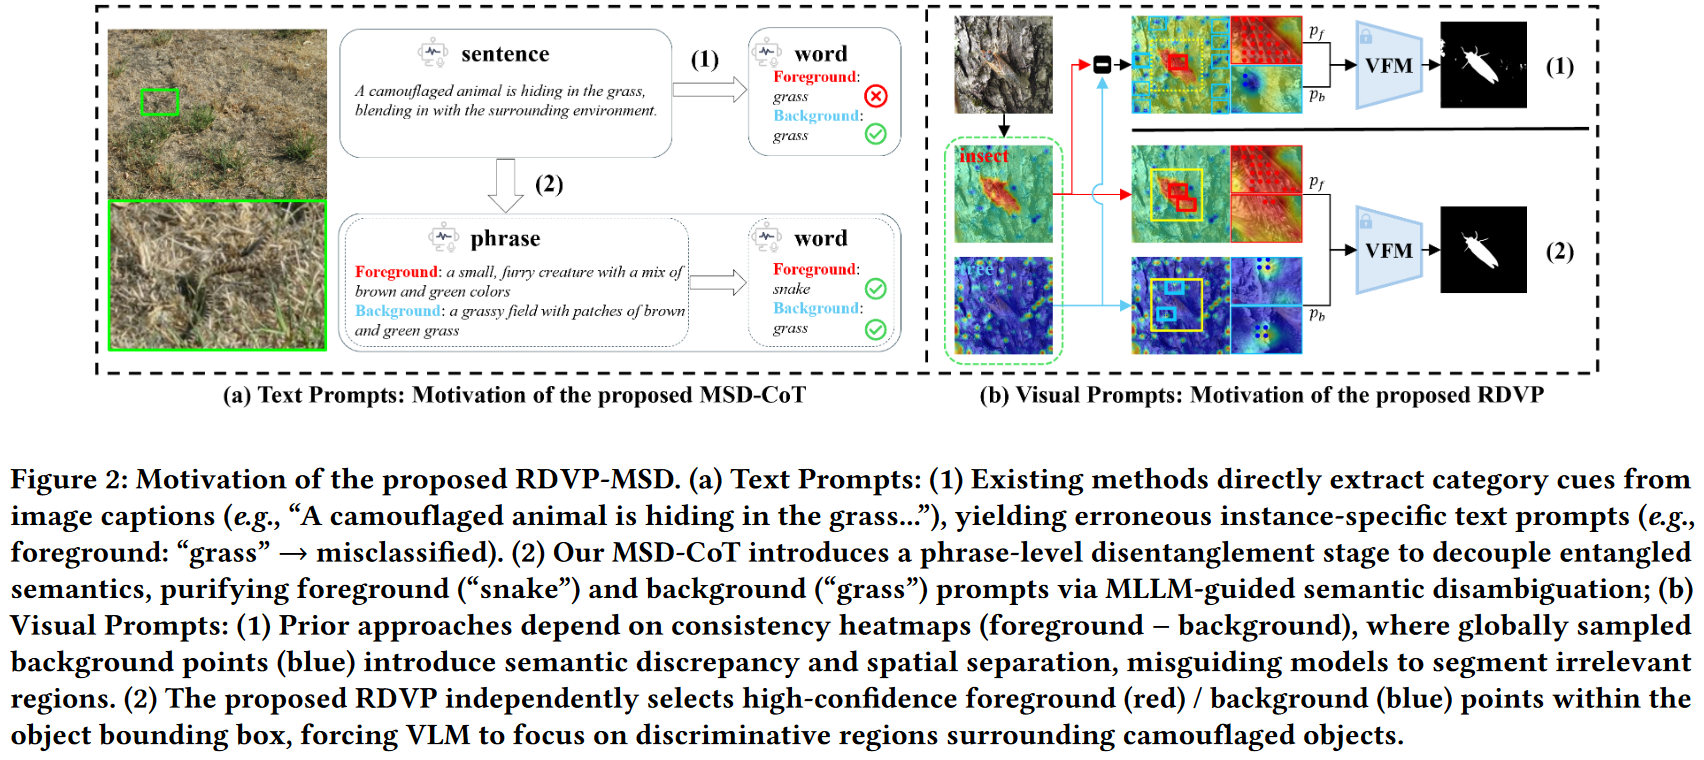 sentence
A camouflaged animal is hiding in the grass,
blending in with the surrounding environment.
(1)
word
Foreground:
grass
Background:
grass
(2)
phrase
Foreground: a small, furry creature with a mix of
brown and green colors
Background: a grassy field with patches of brown
and green grass
word
Foreground:
snake
Background:
grass
(a) Text Prompts: Motivation of the proposed MSD-CoT
insect
tree
pf
pb
VFM
(1)
pf
pb
VFM
(2)
(b) Visual Prompts: Motivation of the proposed RDVP
Figure 2: Motivation of the proposed RDVP-MSD. (a) Text Prompts: (1) Existing methods directly extract category cues from
image captions (e.g., “A camouflaged animal is hiding in the grass...”), yielding erroneous instance-specific text prompts (e.g.,
foreground: “grass” → misclassified). (2) Our MSD-CoT introduces a phrase-level disentanglement stage to decouple entangled
semantics, purifying foreground (“snake”) and background (“grass”) prompts via MLLM-guided semantic disambiguation; (b)
Visual Prompts: (1) Prior approaches depend on consistency heatmaps (foreground − background), where globally sampled
background points (blue) introduce semantic discrepancy and spatial separation, misguiding models to segment irrelevant
regions. (2) The proposed RDVP independently selects high-confidence foreground (red) / background (blue) points within the
object bounding box, forcing VLM to focus on discriminative regions surrounding camouflaged objects.